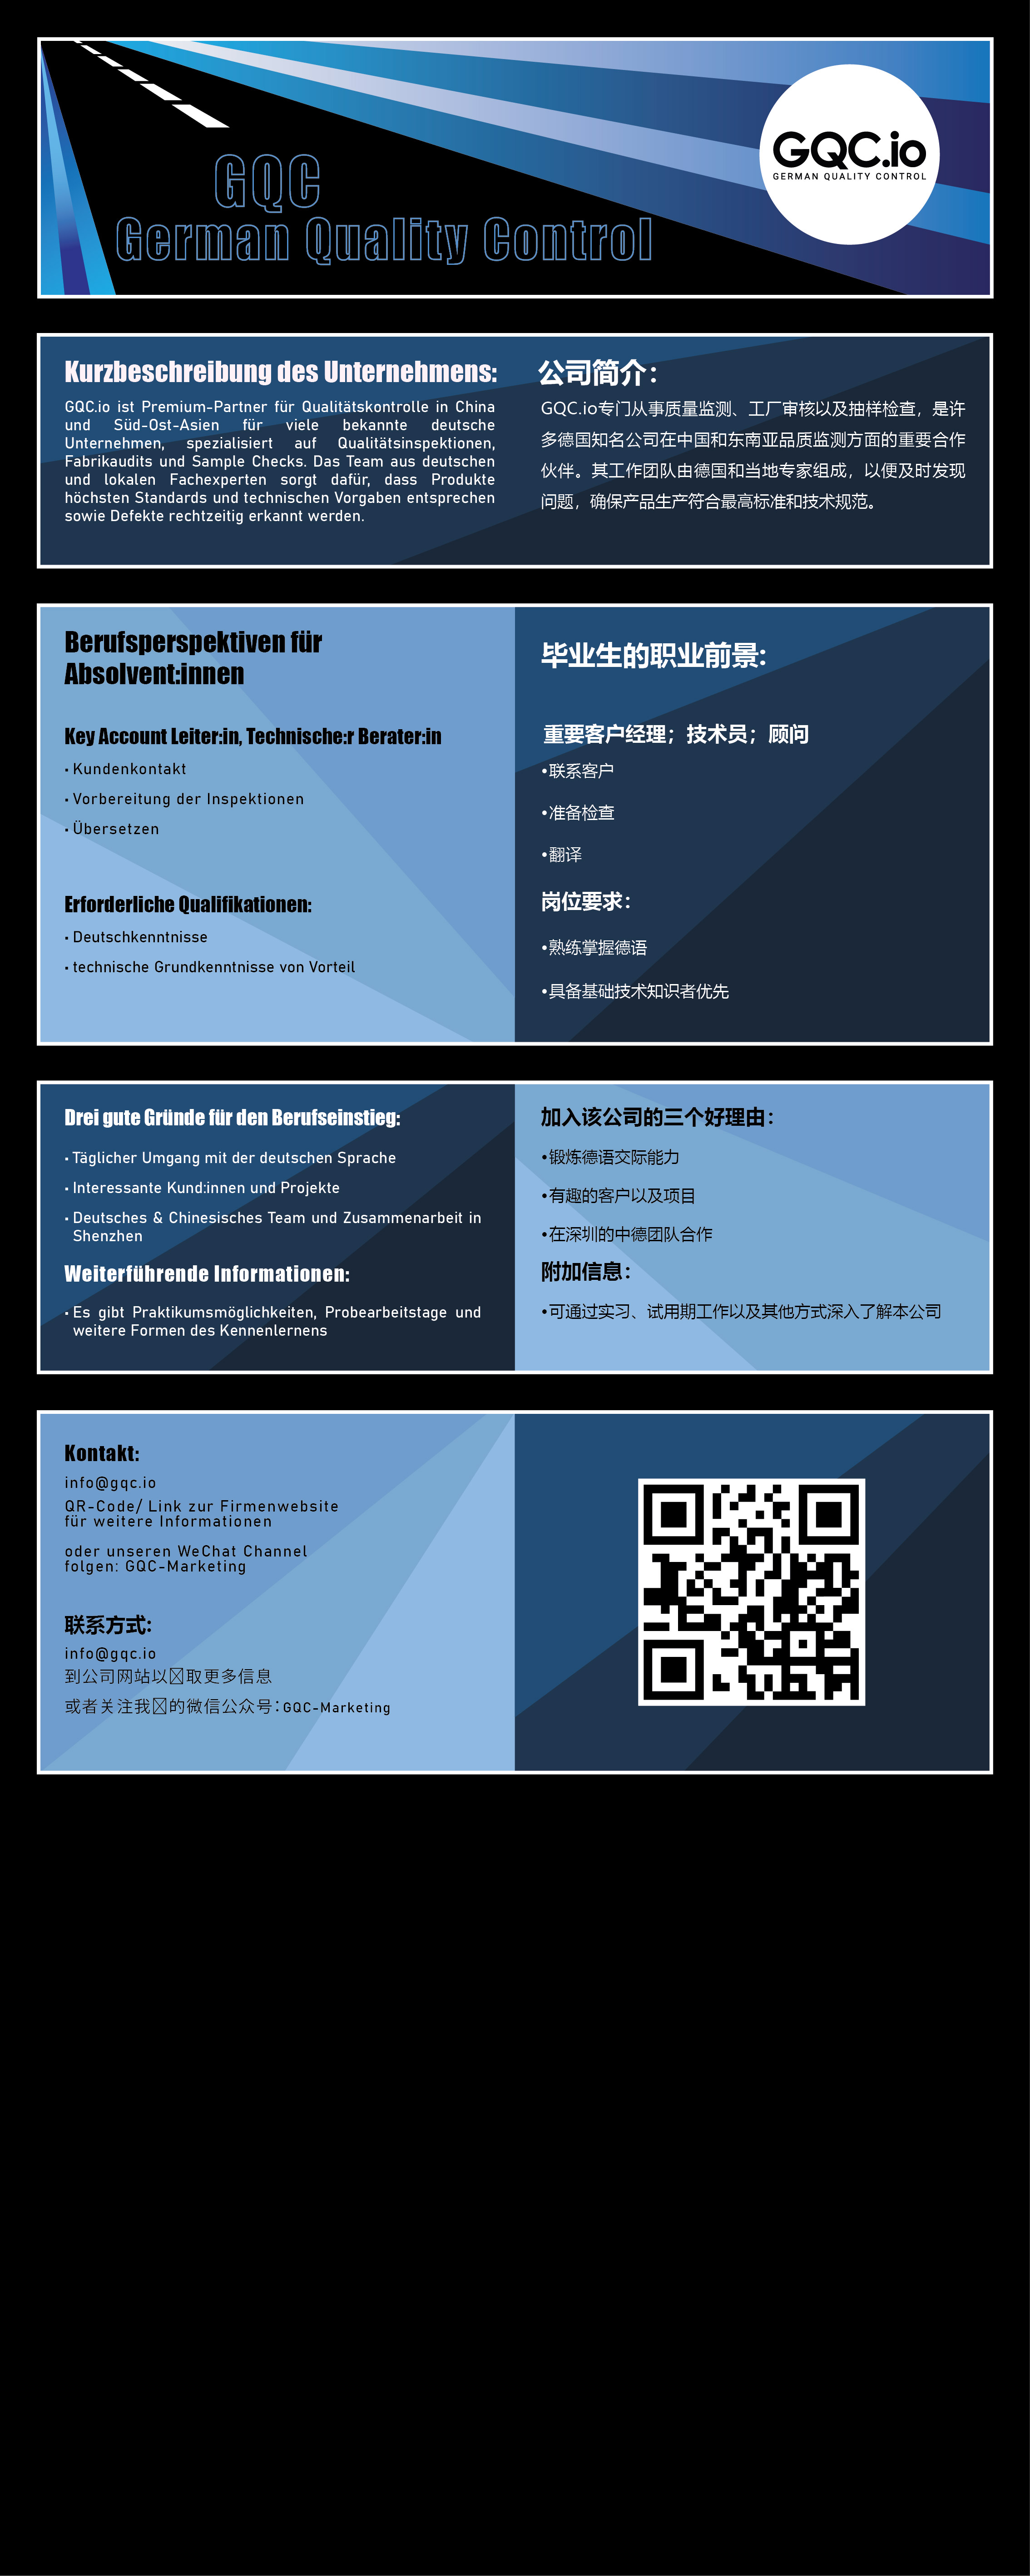 GQC
German Quality Control
GQC.io
GERMAN QUALITY CONTROL
Kurzbeschreibung des Unternehmens:
GQC.io ist Premium-Partner für Qualitätskontrolle in China
und Süd-Ost-Asien für viele bekannte deutsche
Unternehmen, spezialisiert auf Qualitätsinspektionen,
Fabrikaudits und Sample Checks. Das Team aus deutschen
und lokalen Fachexperten sorgt dafür, dass Produkte
höchsten Standards und technischen Vorgaben entsprechen
sowie Defekte rechtzeitig erkannt werden.
公司简介：
GQC.io专门从事质量监测、工厂审核以及抽样检查，是许
多德国知名公司在中国和东南亚品质监测方面的重要合作
伙伴。其工作团队由德国和当地专家组成，以便及时发现
问题，确保产品生产符合最高标准和技术规范。
Berufsperspektiven für
Absolvent:innen
Key Account Leiter:in, Technische:r Berater:in
• Kundenkontakt
• Vorbereitung der Inspektionen
• Übersetzen
Erforderliche Qualifikationen:
• Deutschkenntnisse
• technische Grundkenntnisse von Vorteil
毕业生的职业前景:
重要客户经理；技术员；顾问
•联系客户
•准备检查
•翻译
岗位要求：
•熟练掌握德语
•具备基础技术知识者优先
Drei gute Gründe für den Berufseinstieg:
• Täglicher Umgang mit der deutschen Sprache
• Interessante Kund:innen und Projekte
• Deutsches & Chinesisches Team und Zusammenarbeit in
Shenzhen
Weiterführende Informationen:
• Es gibt Praktikumsmöglichkeiten, Probearbeitstage und
weitere Formen des Kennenlernens
加入该公司的三个好理由：
•锻炼德语交际能力
•有趣的客户以及项目
•在深圳的中德团队合作
附加信息：
•可通过实习、试用期工作以及其他方式深入了解本公司
Kontakt:
info@gqc.io
QR-Code/ Link zur Firmenwebsite
für weitere Informationen
oder unseren WeChat Channel
folgen: GQC-Marketing
联系方式:
info@gqc.io
到公司网站以取更多信息
或者关注我的微信公众号：GQC-Marketing